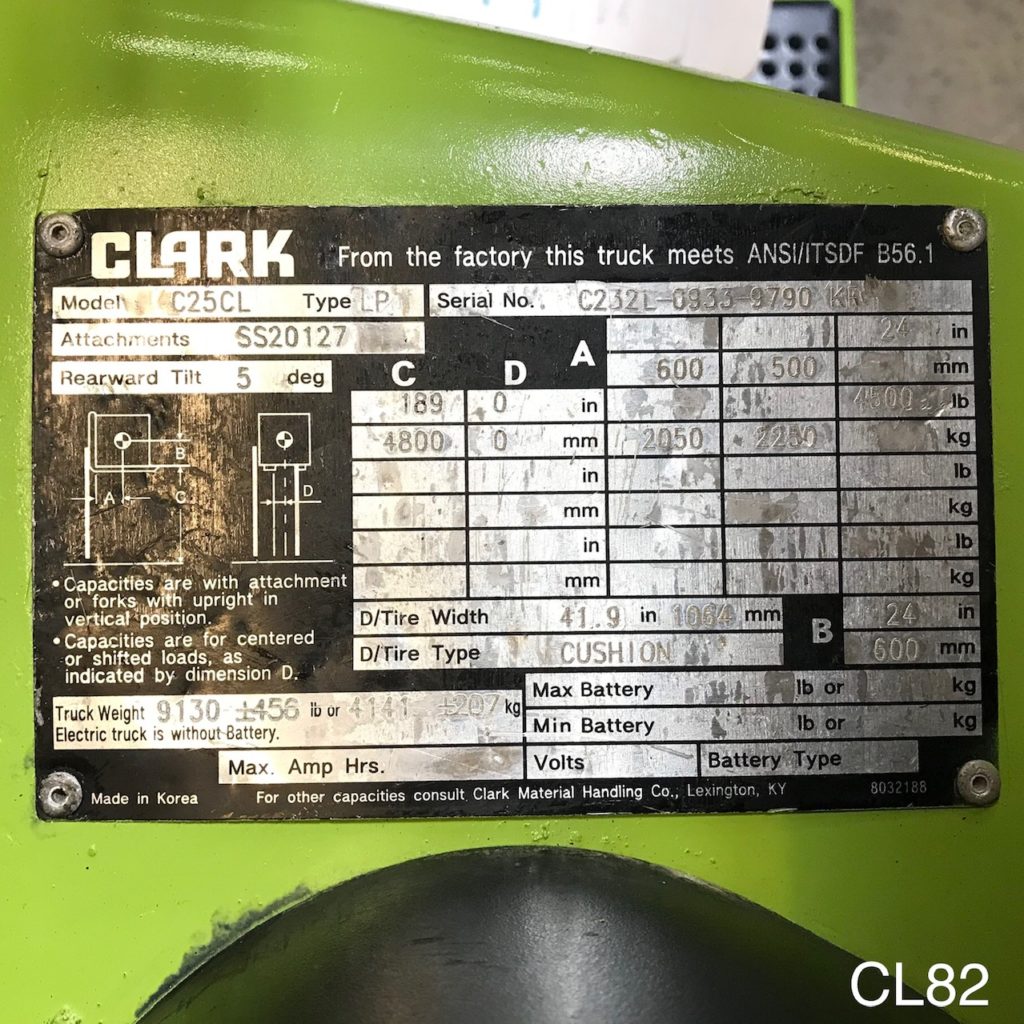 CLARK From the factory this truck meets ANSI/ITSDF B56.1
Model C25CL Type LP Serial No. C232L-0933-9790
Attachments SS20127
Rearward Tilt 5 deg
C D A
24 in
600 500 mm
189 0 in 4500 lb
4800 0 mm 2050 2250 kg
in lb
mm kg
in lb
mm kg
B
A C
D
• Capacities are with attachment
or forks with upright in
vertical position.
• Capacities are for centered
or shifted loads, as
indicated by dimension D.
D/Tire Width 41.9 in 1064 mm B 24 in
D/Tire Type CUSHION 600 mm
Truck Weight 9130 ±456 lb or 4141 ±207 kg
Electric truck is without Battery.
Max Battery lb or kg
Min Battery lb or kg
Max. Amp Hrs. Volts Battery Type
Made in Korea For other capacities consult Clark Material Handling Co., Lexington, KY 8032188
CL82